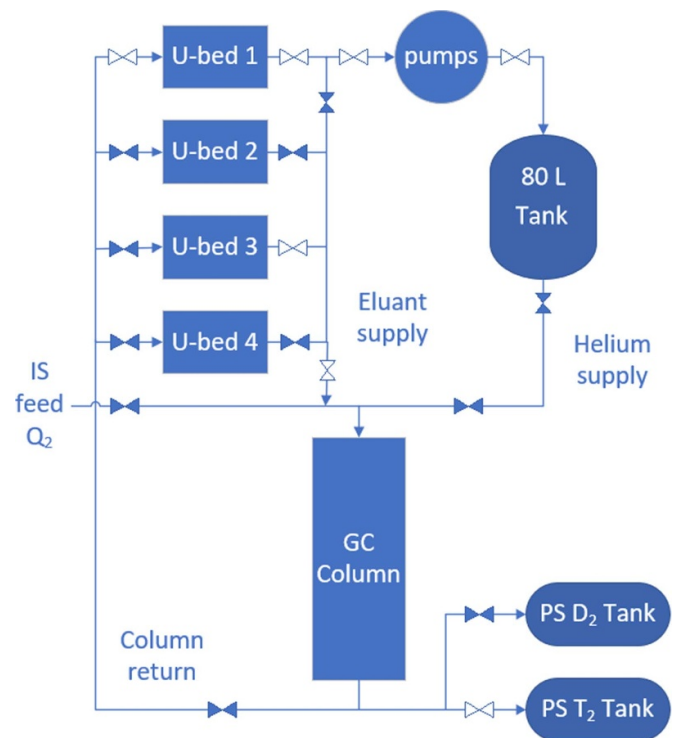 U-bed 1
pumps
U-bed 2
80 L
Tank
U-bed 3
U-bed 4
Eluant
supply
Helium
supply
IS
feed
Q₂
GC
Column
Column
return
PS D₂ Tank
PS T₂ Tank